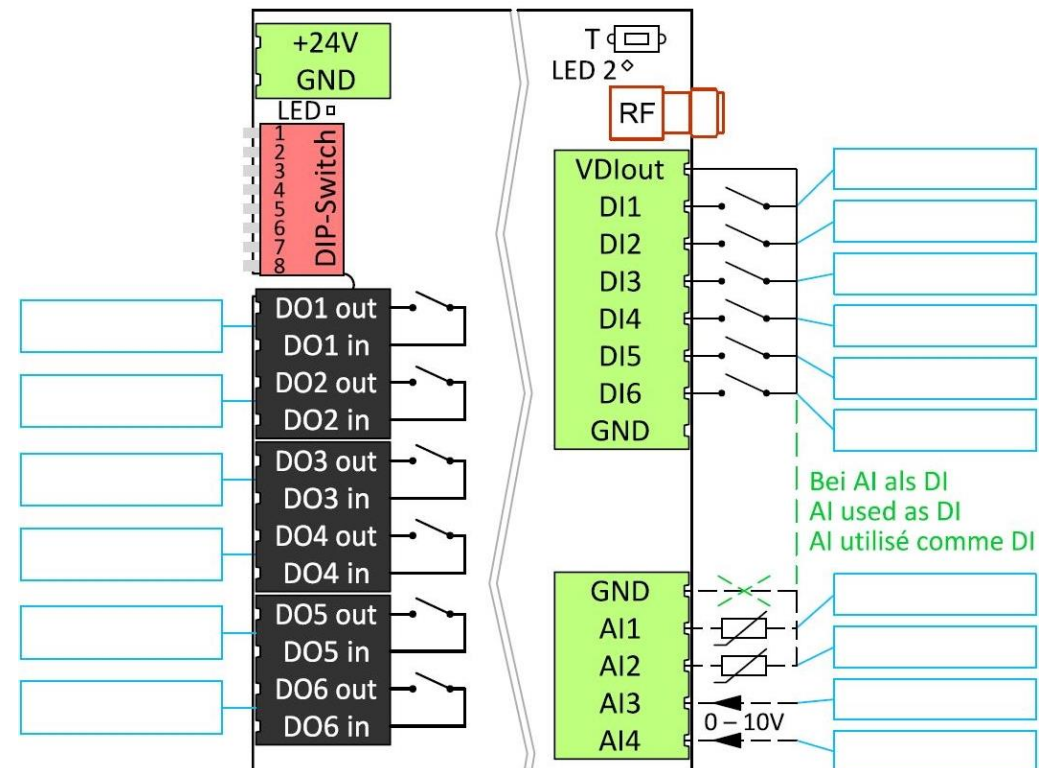 +24V
GND
LED
1
2
3
4
5
6
7
8
DIP-Switch
DO1 out
DO1 in
DO2 out
DO2 in
DO3 out
DO3 in
DO4 out
DO4 in
DO5 out
DO5 in
DO6 out
DO6 in
T
LED 2
RF
VDIout
DI1
DI2
DI3
DI4
DI5
DI6
GND
Bei AI als DI
AI used as DI
AI utilisé comme DI
GND
AI1
AI2
AI3
0 – 10V
AI4